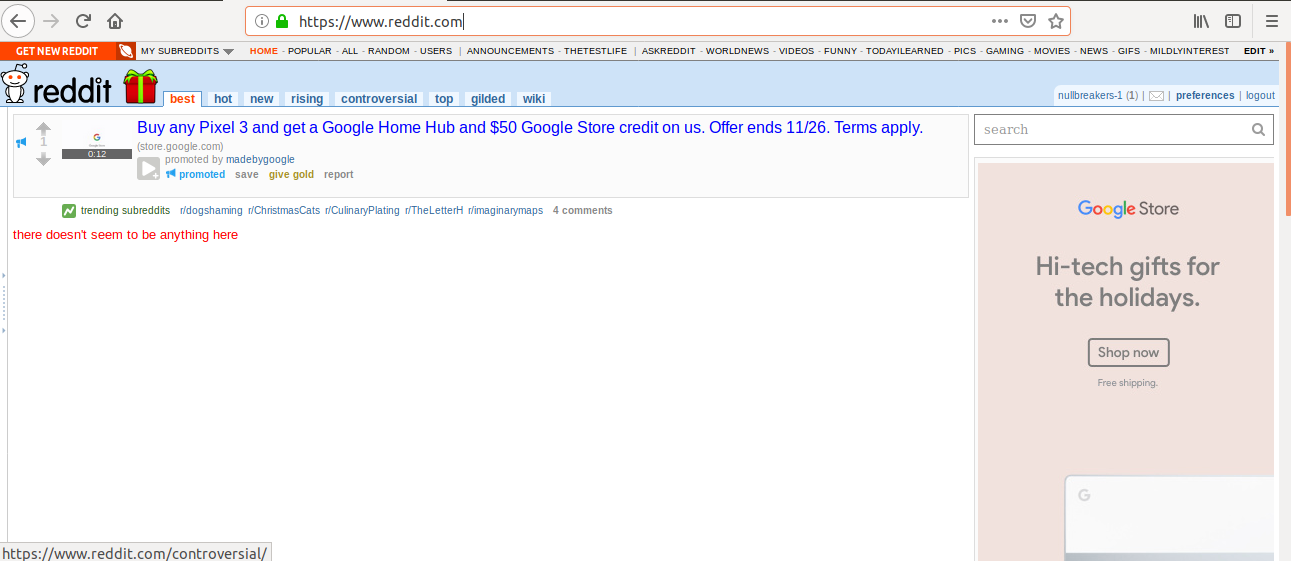 https://www.reddit.com
GET NEW REDDIT MY SUBREDDITS HOME - POPULAR - ALL - RANDOM - USERS | ANNOUNCEMENTS - THETESTLIFE | ASKREDDIT - WORLDNEWS - VIDEOS - FUNNY - TODAYILEARNED - PICS - GAMING - MOVIES - NEWS - GIFS - MILDLYINTEREST EDIT »
reddit best hot new rising controversial top gilded wiki
nullbreakers-1 (1) | | preferences | logout
1
0:12
Buy any Pixel 3 and get a Google Home Hub and $50 Google Store credit on us. Offer ends 11/26. Terms apply.
(store.google.com)
promoted by madebygoogle
promoted save give gold report
trending subreddits r/dogshaming r/ChristmasCats r/CulinaryPlating r/TheLetterH r/imaginarymaps 4 comments
there doesn't seem to be anything here
search
Google Store
Hi-tech gifts for
the holidays.
Shop now
Free shipping.
G
https://www.reddit.com/controversial/